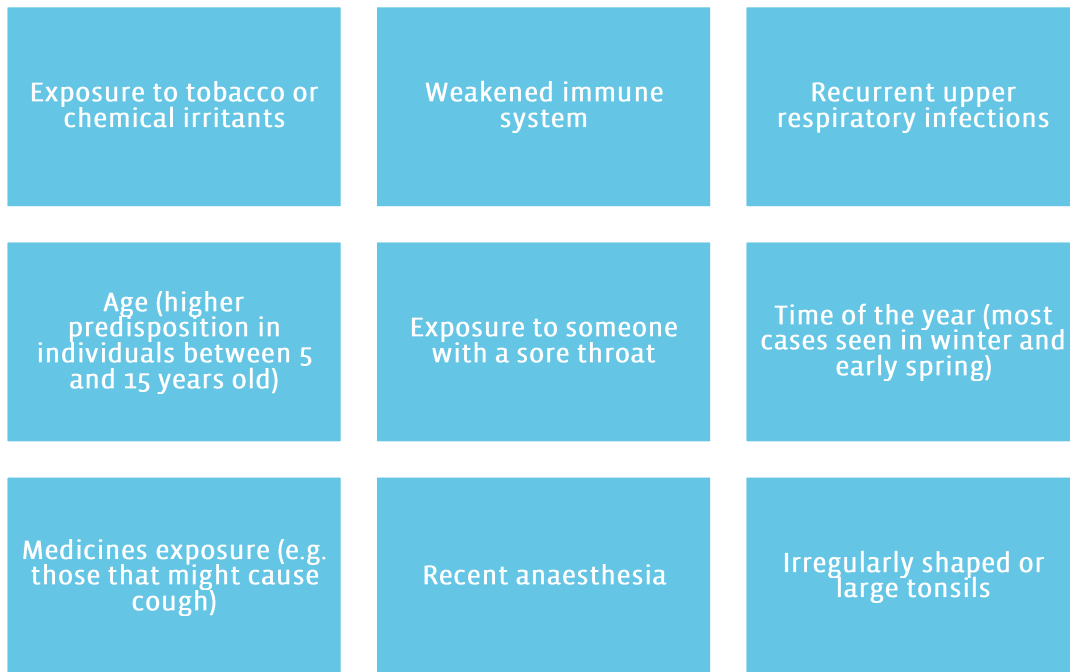 Exposure to tobacco or
chemical irritants
Weakened immune
system
Recurrent upper
respiratory infections
Age (higher
predisposition in
individuals between 5
and 15 years old)
Exposure to someone
with a sore throat
Time of the year (most
cases seen in winter and
early spring)
Medicines exposure (e.g.
those that might cause
cough)
Recent anaesthesia
Irregularly shaped or
large tonsils